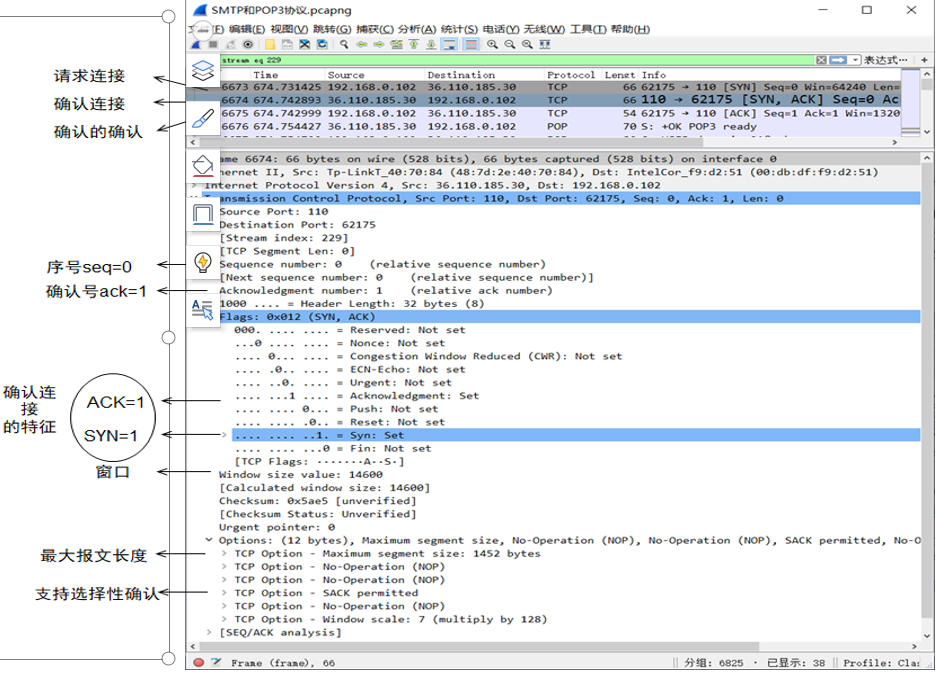 SMTP和POP3协议.pcapng
编辑(E) 视图(V) 跳转(G) 捕获(C) 分析(A) 统计(S) 电话(Y) 无线(W) 工具(T) 帮助(H)
stream eq 229 表达式… +
Time Source Destination Protocol Lengt Info
请求连接
6673 674.731425 192.168.0.102 36.110.185.30 TCP 66 62175 → 110 [SYN] Seq=0 Win=64240 Len=
确认连接
6674 674.742893 36.110.185.30 192.168.0.102 TCP 66 110 → 62175 [SYN, ACK] Seq=0 Ac
确认的确认
6675 674.742999 192.168.0.102 36.110.185.30 TCP 54 62175 → 110 [ACK] Seq=1 Ack=1 Win=1320
6676 674.754427 36.110.185.30 192.168.0.102 POP 70 S: +OK POP3 ready
ame 6674: 66 bytes on wire (528 bits), 66 bytes captured (528 bits) on interface 0
hernet II, Src: Tp-LinkT_40:70:84 (48:7d:2e:40:70:84), Dst: IntelCor_f9:d2:51 (00:db:df:f9:d2:51)
Internet Protocol Version 4, Src: 36.110.185.30, Dst: 192.168.0.102
ansmission Control Protocol, Src Port: 110, Dst Port: 62175, Seq: 0, Ack: 1, Len: 0
Source Port: 110
Destination Port: 62175
[Stream index: 229]
[TCP Segment Len: 0]
序号seq=0
Sequence number: 0 (relative sequence number)
[Next sequence number: 0 (relative sequence number)]
确认号ack=1
Acknowledgment number: 1 (relative ack number)
1000 .... = Header Length: 32 bytes (8)
Flags: 0x012 (SYN, ACK)
000. .... .... = Reserved: Not set
...0 .... .... = Nonce: Not set
.... 0... .... = Congestion Window Reduced (CWR): Not set
.... .0.. .... = ECN-Echo: Not set
.... ..0. .... = Urgent: Not set
确认连
接
的特征
ACK=1
.... ...1 .... = Acknowledgment: Set
.... .... 0... = Push: Not set
.... .... .0.. = Reset: Not set
SYN=1
.... .... ..1. = Syn: Set
.... .... ...0 = Fin: Not set
[TCP Flags: ·······A··S·]
窗口
Window size value: 14600
[Calculated window size: 14600]
Checksum: 0x5ae5 [unverified]
[Checksum Status: Unverified]
Urgent pointer: 0
Options: (12 bytes), Maximum segment size, No-Operation (NOP), No-Operation (NOP), SACK permitted, No-O
最大报文长度
TCP Option - Maximum segment size: 1452 bytes
TCP Option - No-Operation (NOP)
TCP Option - No-Operation (NOP)
支持选择性确认
TCP Option - SACK permitted
TCP Option - No-Operation (NOP)
TCP Option - Window scale: 7 (multiply by 128)
[SEQ/ACK analysis]
Frame (frame), 66 分组: 6825 · 已显示: 38 Profile: Cla